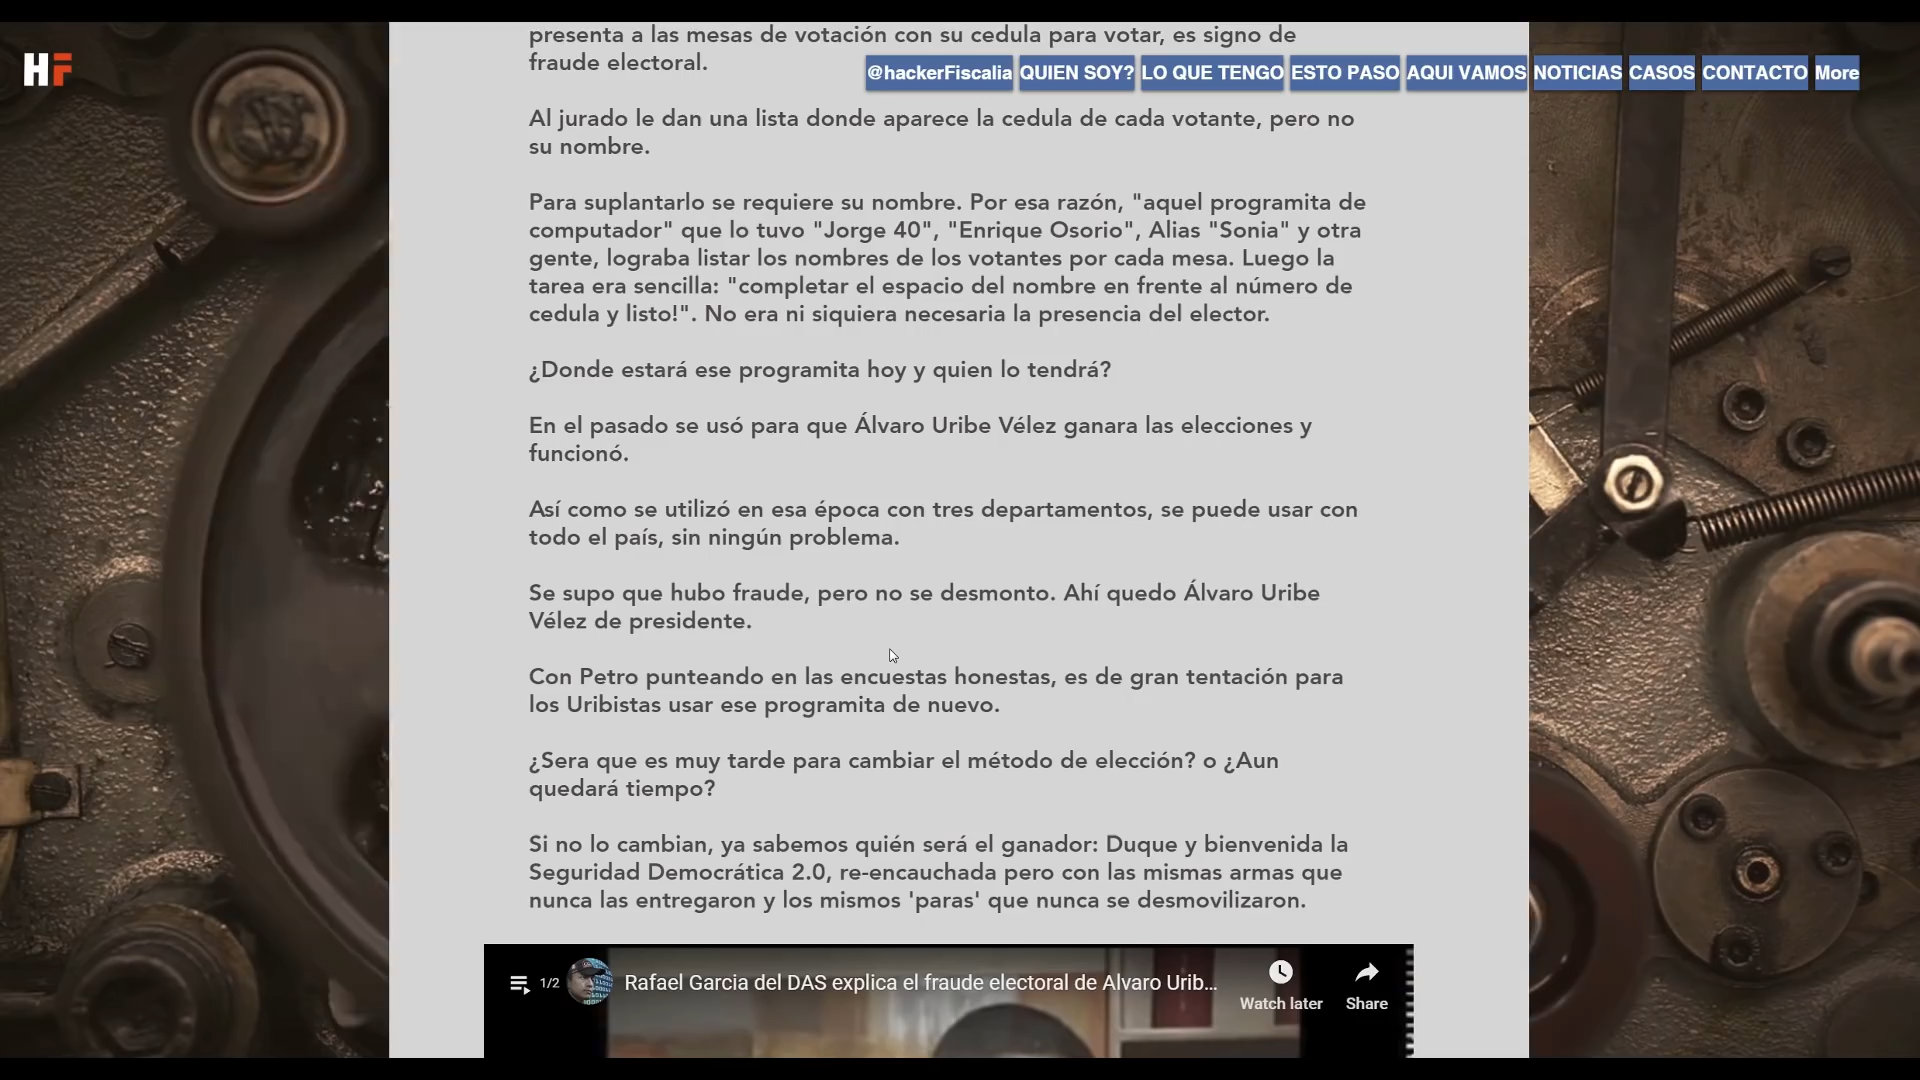 presenta a las mesas de votación con su cedula para votar, es signo de
fraude electoral.
HF
@hackerFiscalia QUIEN SOY? LO QUE TENGO ESTO PASO AQUI VAMOS NOTICIAS CASOS CONTACTO More
Al jurado le dan una lista donde aparece la cedula de cada votante, pero no
su nombre.
Para suplantarlo se requiere su nombre. Por esa razón, "aquel programita de
computador" que lo tuvo "Jorge 40", "Enrique Osorio", Alias "Sonia" y otra
gente, lograba listar los nombres de los votantes por cada mesa. Luego la
tarea era sencilla: "completar el espacio del nombre en frente al número de
cedula y listo!". No era ni siquiera necesaria la presencia del elector.
¿Donde estará ese programita hoy y quien lo tendrá?
En el pasado se usó para que Álvaro Uribe Vélez ganara las elecciones y
funcionó.
Así como se utilizó en esa época con tres departamentos, se puede usar con
todo el país, sin ningún problema.
Se supo que hubo fraude, pero no se desmonto. Ahí quedo Álvaro Uribe
Vélez de presidente.
Con Petro punteando en las encuestas honestas, es de gran tentación para
los Uribistas usar ese programita de nuevo.
¿Sera que es muy tarde para cambiar el método de elección? o ¿Aun
quedará tiempo?
Si no lo cambian, ya sabemos quién será el ganador: Duque y bienvenida la
Seguridad Democrática 2.0, re-encauchada pero con las mismas armas que
nunca las entregaron y los mismos 'paras' que nunca se desmovilizaron.
1/2 Rafael Garcia del DAS explica el fraude electoral de Alvaro Urib...
Watch later Share